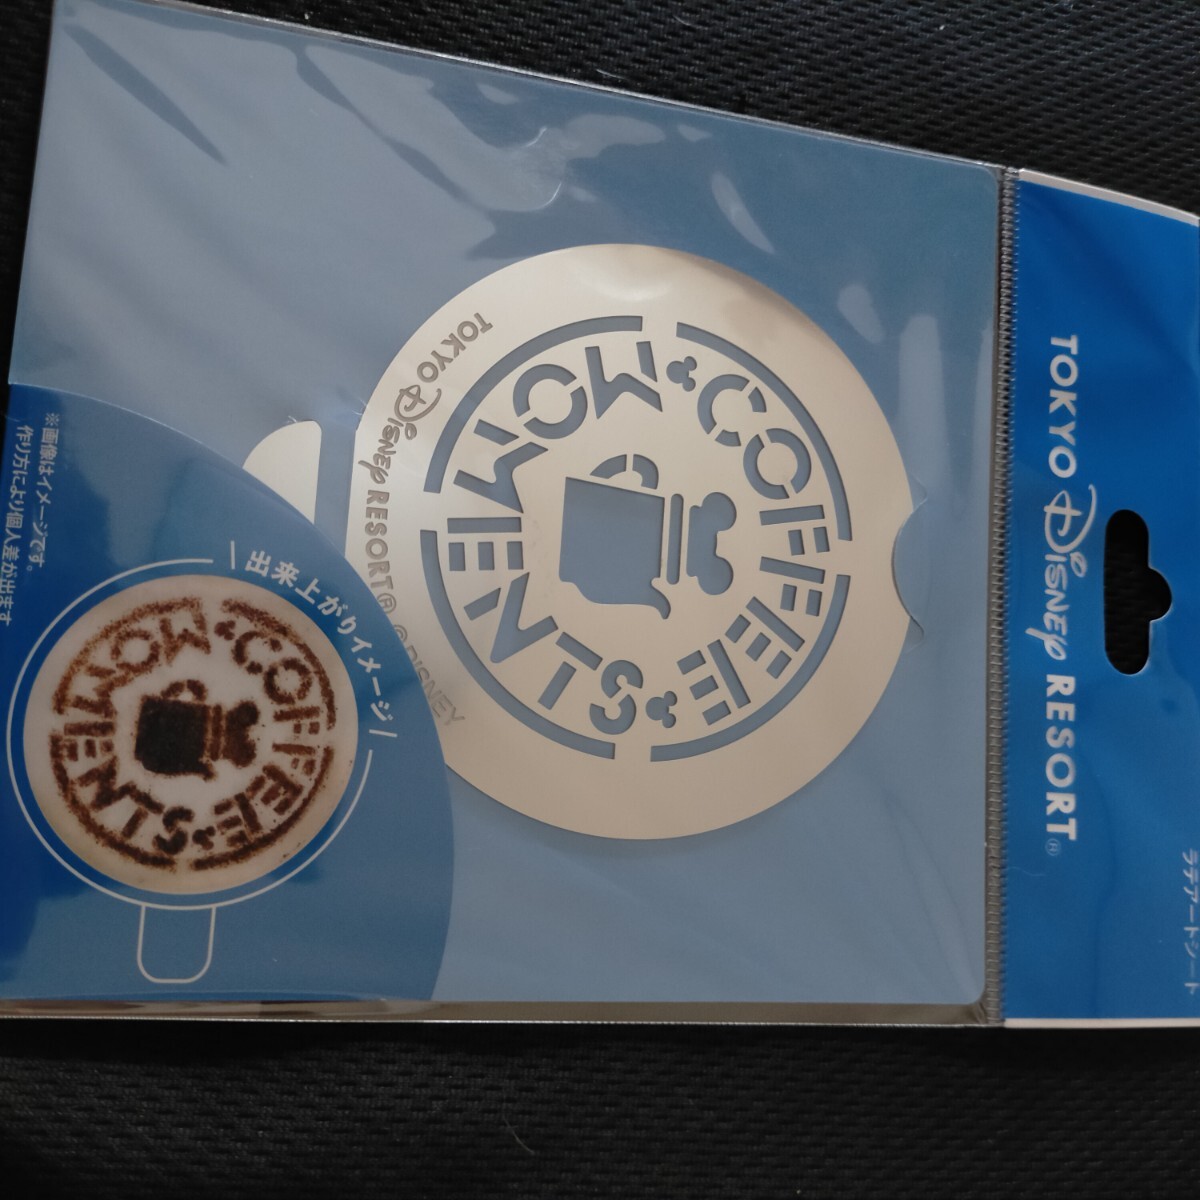 TOKYO DISNEY RESORT®
ラテアートシート
COFFEE
MOMENTS
TOKYO DISNEY RESORT® ©DISNEY
出来上がりイメージ
COFFEE
MOMENTS
※画像はイメージです。
作り方により個人差が出ます